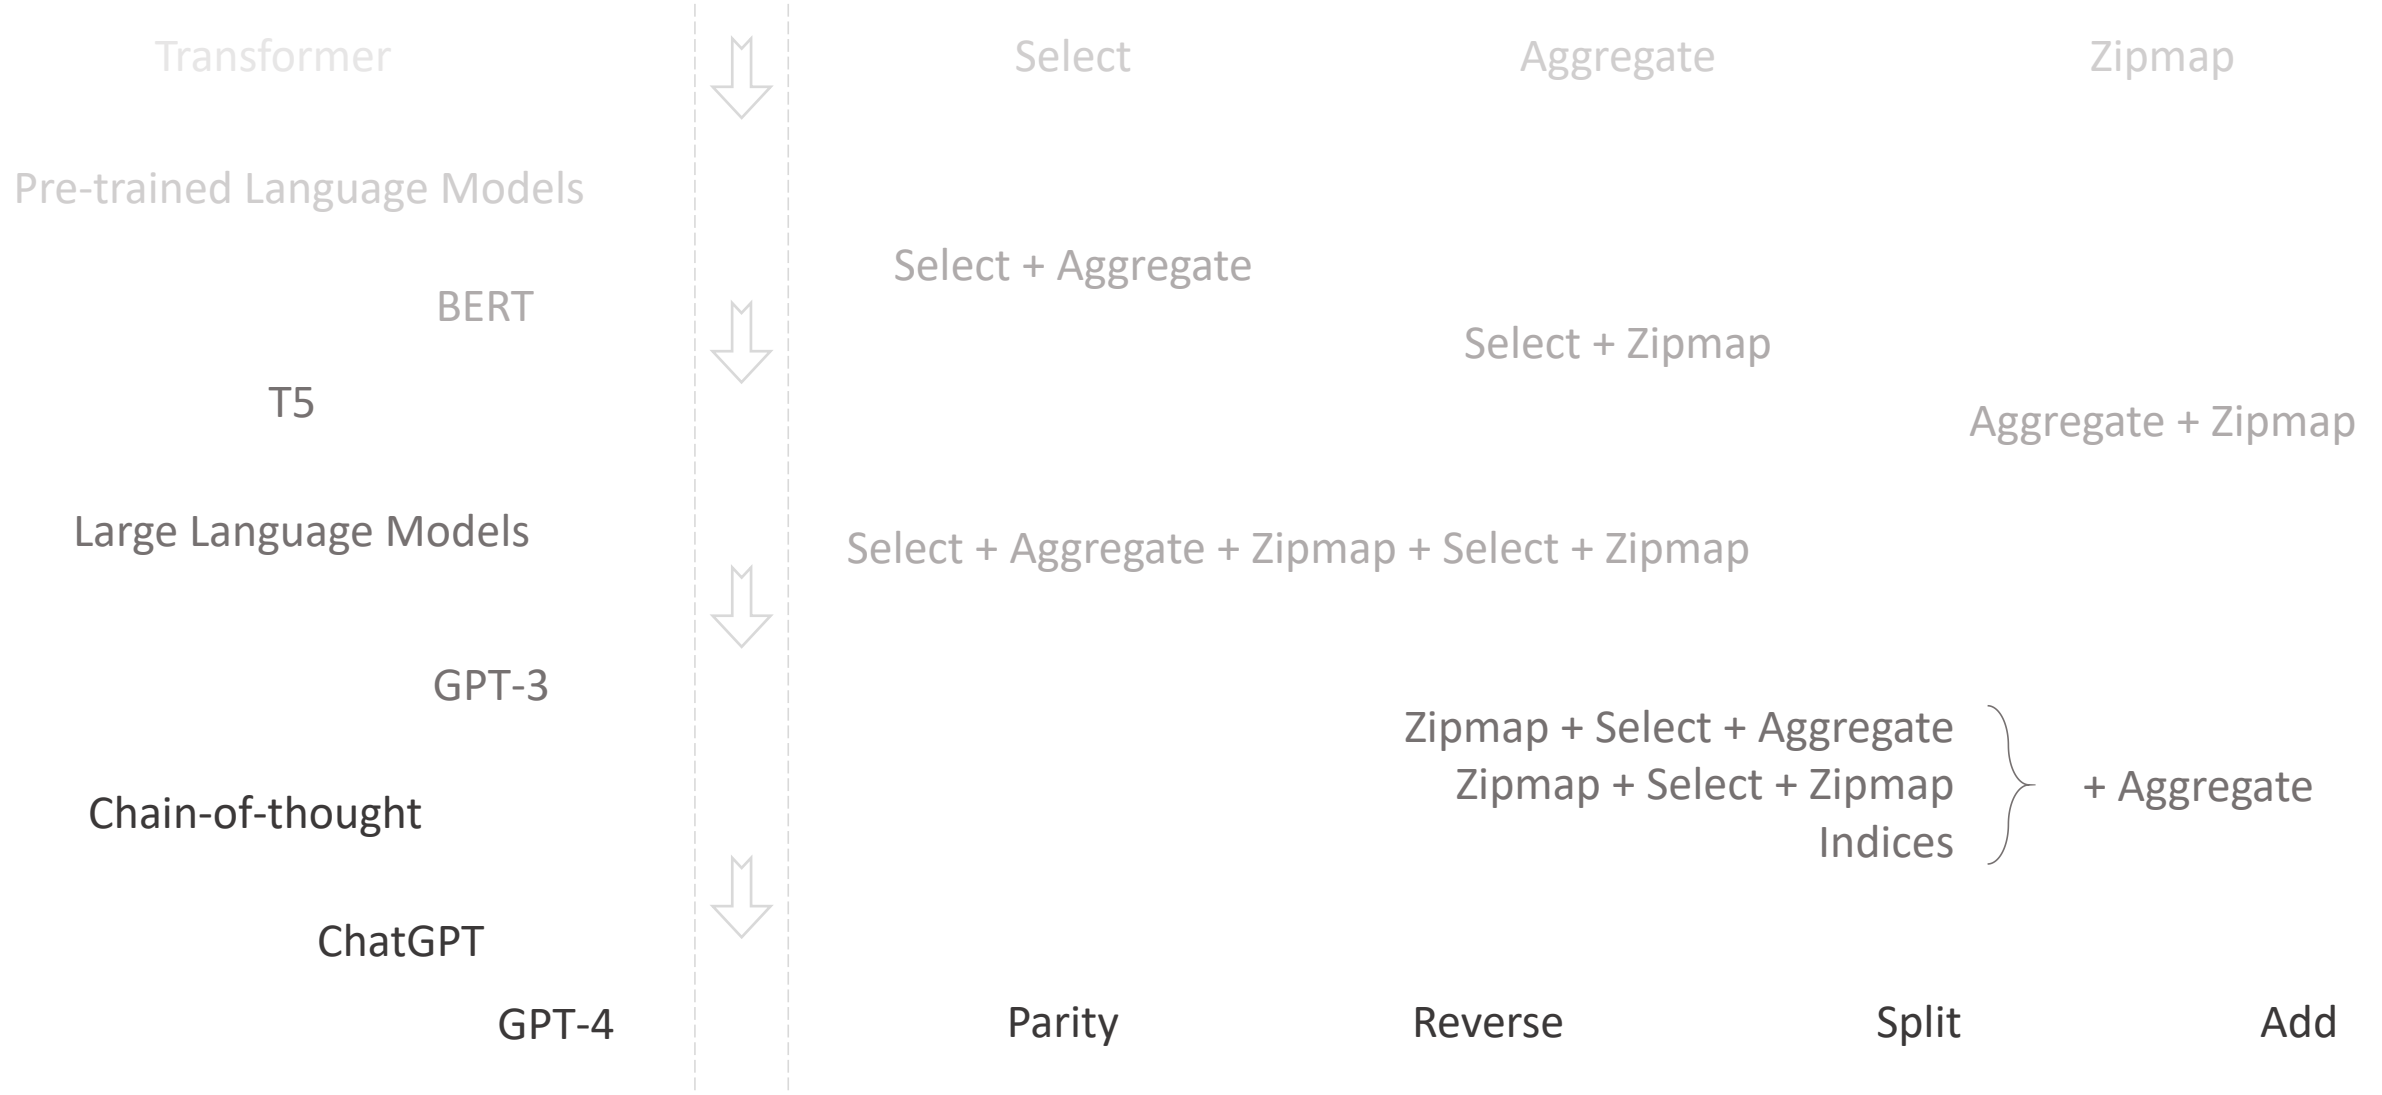 Transformer
Select
Aggregate
Zipmap
Pre-trained Language Models
Select + Aggregate
BERT
Select + Zipmap
T5
Aggregate + Zipmap
Large Language Models
Select + Aggregate + Zipmap + Select + Zipmap
GPT-3
Zipmap + Select + Aggregate
Zipmap + Select + Zipmap
Indices
+ Aggregate
Chain-of-thought
ChatGPT
GPT-4
Parity
Reverse
Split
Add